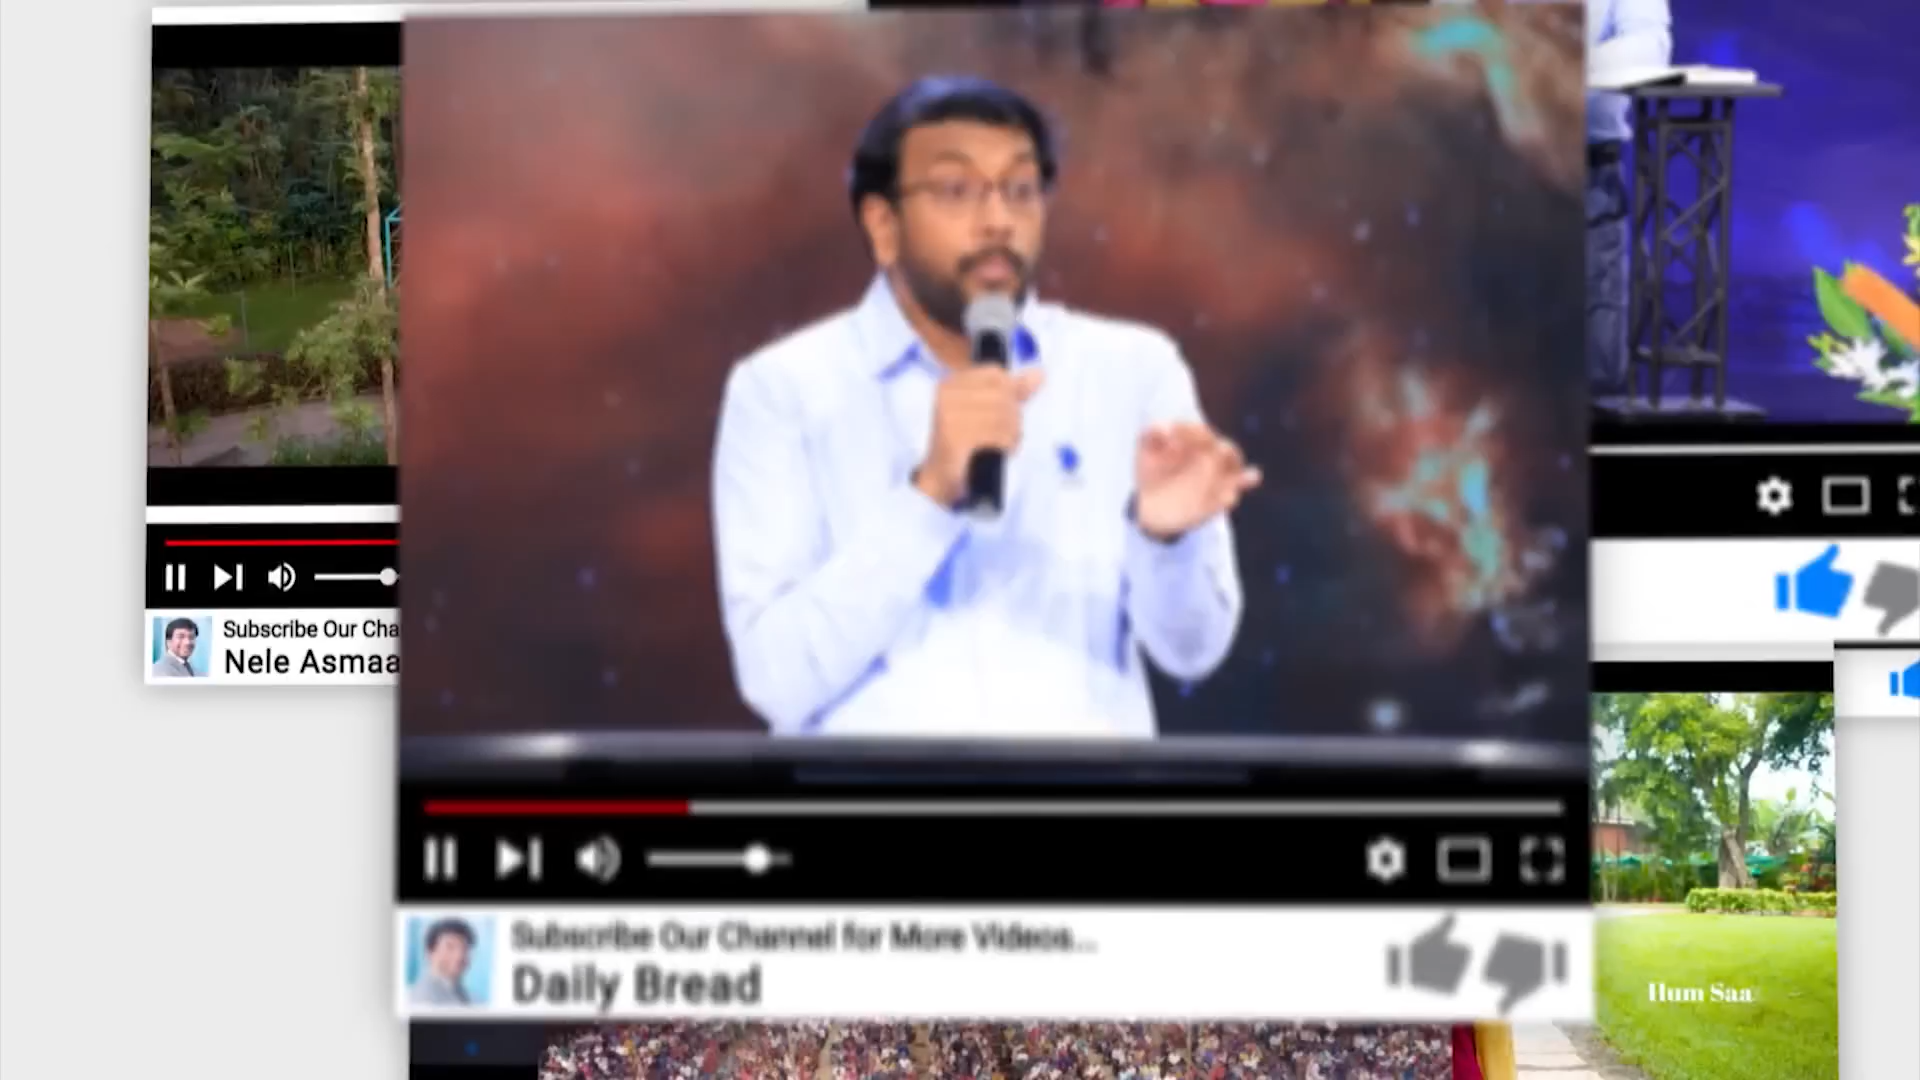 Subscribe Our Cha
Nele Asmaa
Subscribe Our Channel for More Videos...
Daily Bread
Hum Saa